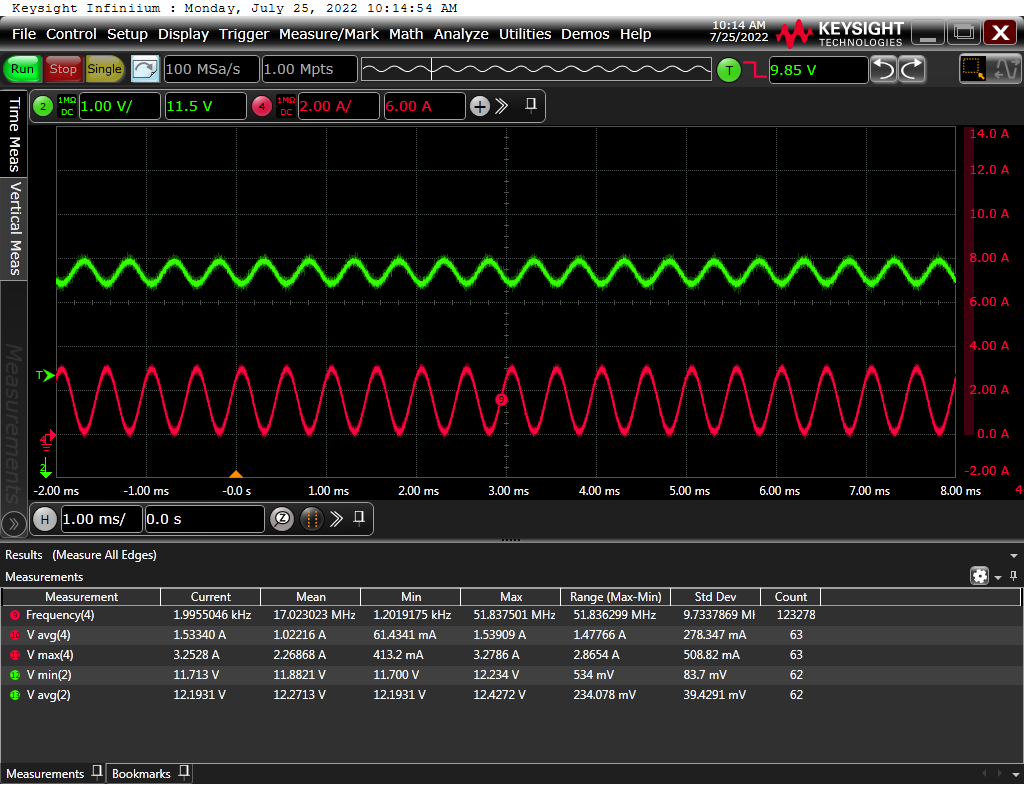 Keysight Infiniium : Monday, July 25, 2022 10:14:54 AM
File Control Setup Display Trigger Measure/Mark Math Analyze Utilities Demos Help
10:14 AM
7/25/2022
KEYSIGHT
TECHNOLOGIES
X
Run Stop Single 100 MSa/s 1.00 Mpts T 9.85 V
2 1MΩ DC 1.00 V/ 11.5 V 4 1MΩ DC 2.00 A/ 6.00 A
Time Meas
Vertical Meas
Measurements
14.0 A
12.0 A
10.0 A
8.00 A
6.00 A
4.00 A
2.00 A
0.0 A
-2.00 A
T
9
4
2
-2.00 ms -1.00 ms -0.0 s 1.00 ms 2.00 ms 3.00 ms 4.00 ms 5.00 ms 6.00 ms 7.00 ms 8.00 ms 4
H 1.00 ms/ 0.0 s Z
Results (Measure All Edges)
Measurements
Measurement Current Mean Min Max Range (Max-Min) Std Dev Count
9 Frequency(4) 1.9955046 kHz 17.023023 MHz 1.2019175 kHz 51.837501 MHz 51.836299 MHz 9.7337869 MH 123278
10 V avg(4) 1.53340 A 1.02216 A 61.4341 mA 1.53909 A 1.47766 A 278.347 mA 63
11 V max(4) 3.2528 A 2.26868 A 413.2 mA 3.2786 A 2.8654 A 508.82 mA 63
12 V min(2) 11.713 V 11.8821 V 11.700 V 12.234 V 534 mV 83.7 mV 62
13 V avg(2) 12.1931 V 12.2713 V 12.1931 V 12.4272 V 234.078 mV 39.4291 mV 62
Measurements Bookmarks